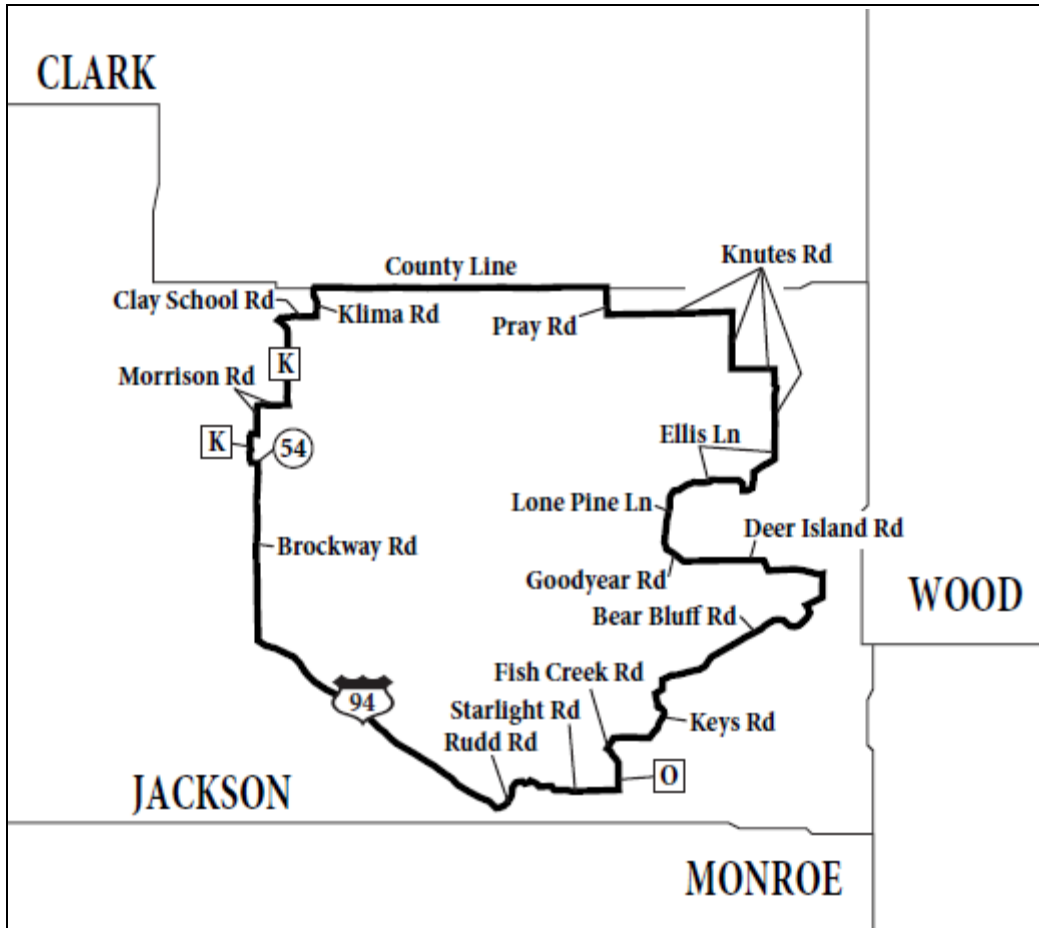 CLARK
Knutes Rd
County Line
Clay School Rd
Klima Rd
Pray Rd
K
Morrison Rd
K
54
Ellis Ln
Lone Pine Ln
Deer Island Rd
Brockway Rd
Goodyear Rd
WOOD
Bear Bluff Rd
Fish Creek Rd
94
Starlight Rd
Keys Rd
Rudd Rd
O
JACKSON
MONROE